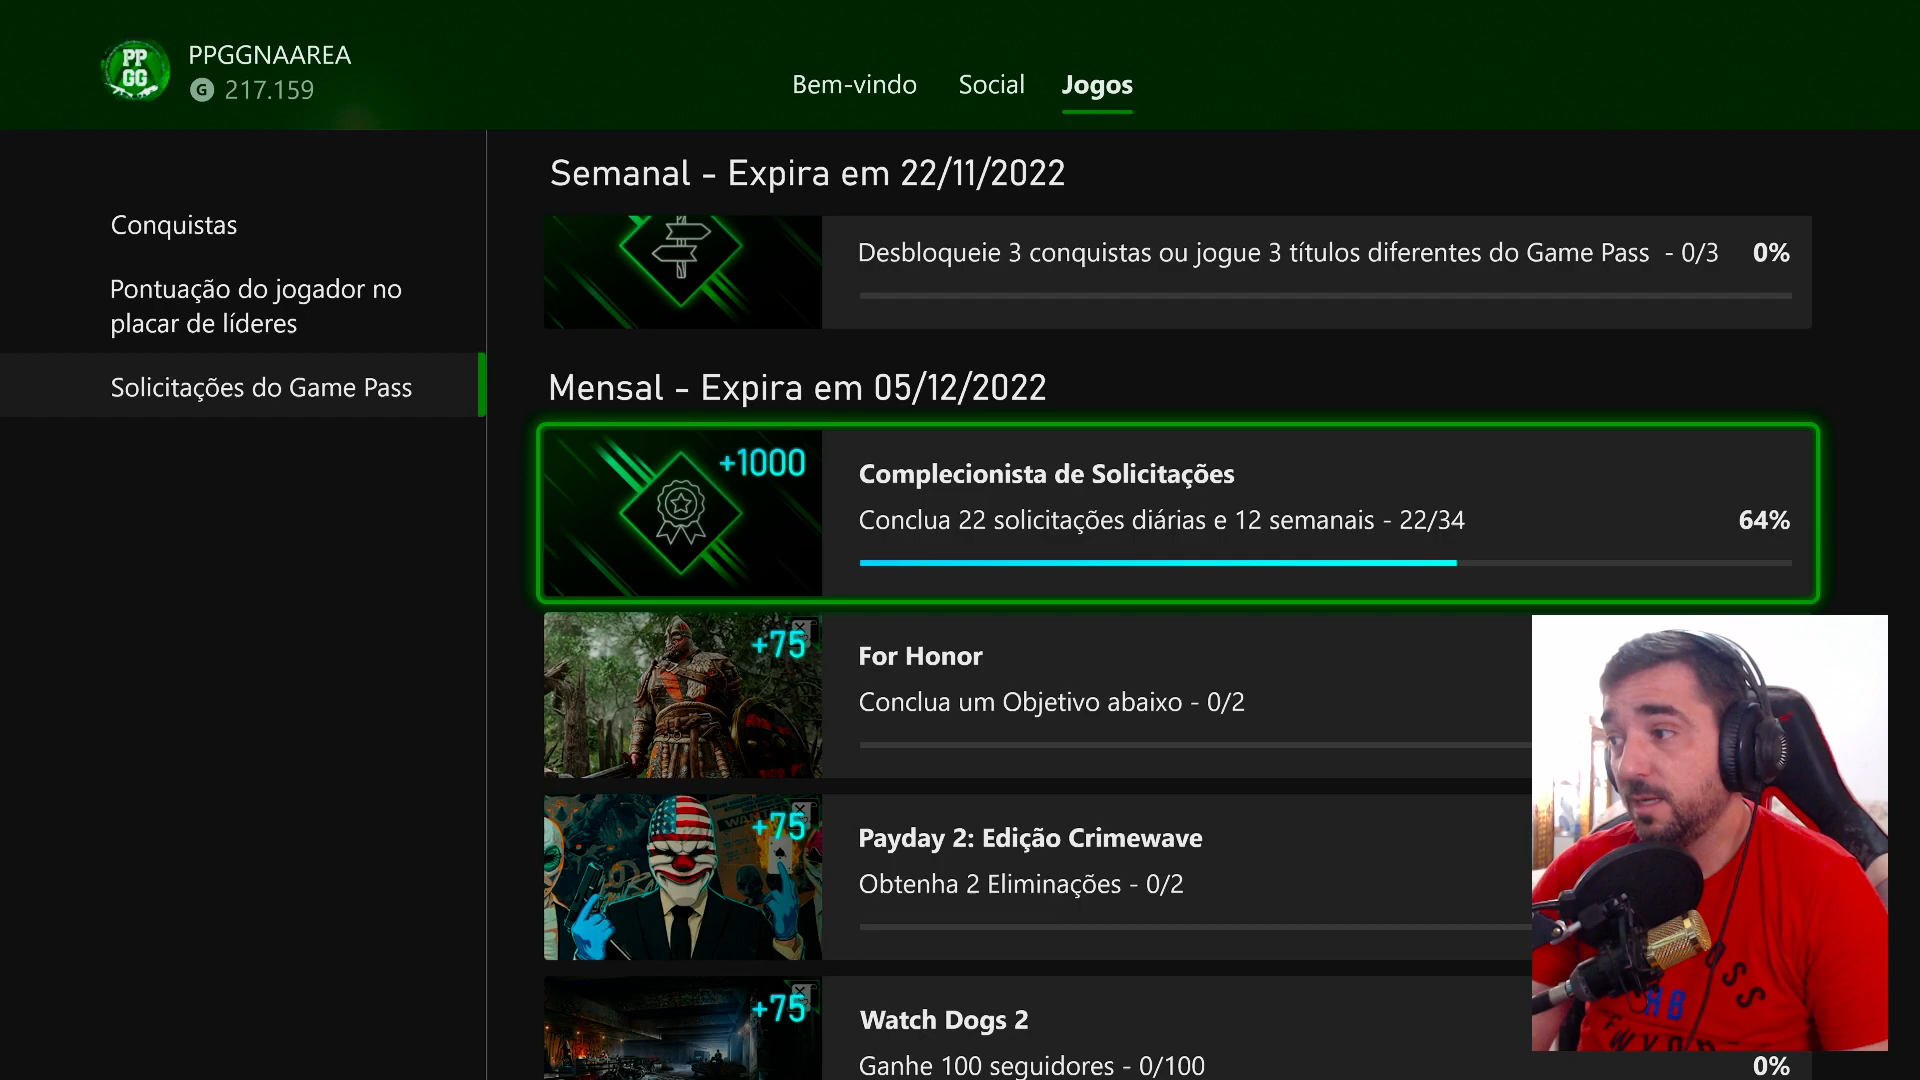 PP
GG
PPGGNAAREA
G 217.159
Bem-vindo Social Jogos
Conquistas
Pontuação do jogador no
placar de líderes
Solicitações do Game Pass
Semanal - Expira em 22/11/2022
Desbloqueie 3 conquistas ou jogue 3 títulos diferentes do Game Pass - 0/3 0%
Mensal - Expira em 05/12/2022
+1000
Complecionista de Solicitações
Conclua 22 solicitações diárias e 12 semanais - 22/34 64%
+75
For Honor
Conclua um Objetivo abaixo - 0/2
+75
Payday 2: Edição Crimewave
Obtenha 2 Eliminações - 0/2
+75
Watch Dogs 2
Ganhe 100 seguidores - 0/100 0%